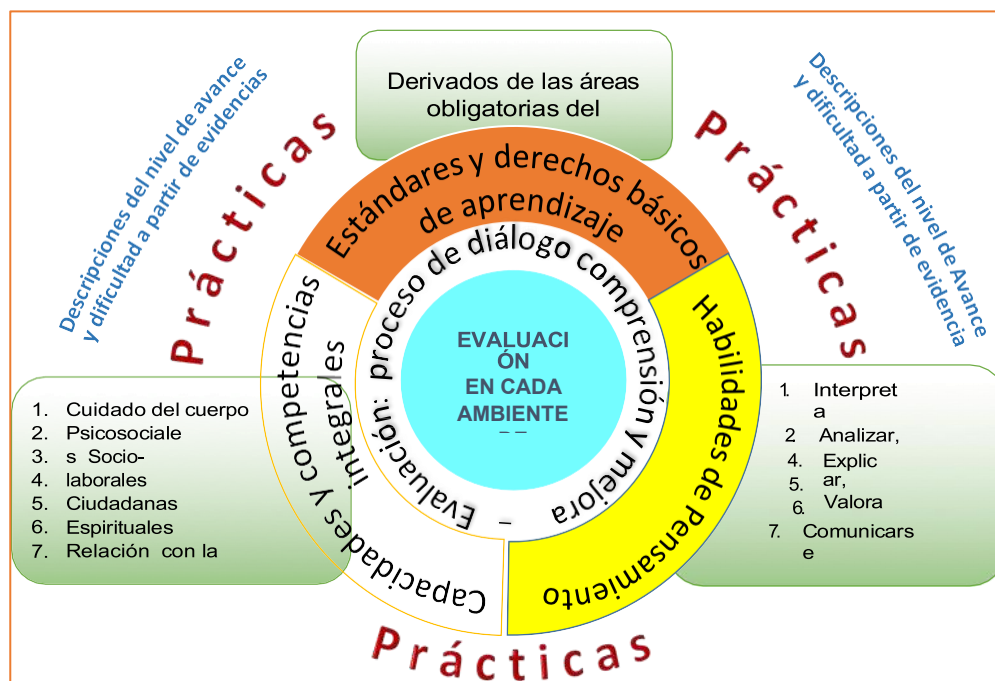 Derivados de las áreas
obligatorias del
Descripciones del nivel de avance
y dificultad a partir de evidencias
Prácticas
Prácticas
Descripciones del nivel de Avance
y dificultad a partir de evidencia
Estándares y derechos básicos
de aprendizaje
Evaluación: proceso de diálogo comprensión y mejora –
EVALUACI
ÓN
EN CADA
AMBIENTE
Capacidades y competencias
integrales
Habilidades de Pensamiento
1. Cuidado del cuerpo
2. Psicosociale
3. s Socio-
4. laborales
5. Ciudadanas
6. Espirituales
7. Relación con la
1. Interpret
a
2 Analizar,
4. Explic
5. ar,
6. Valora
7. Comunicars
e
Prácticas